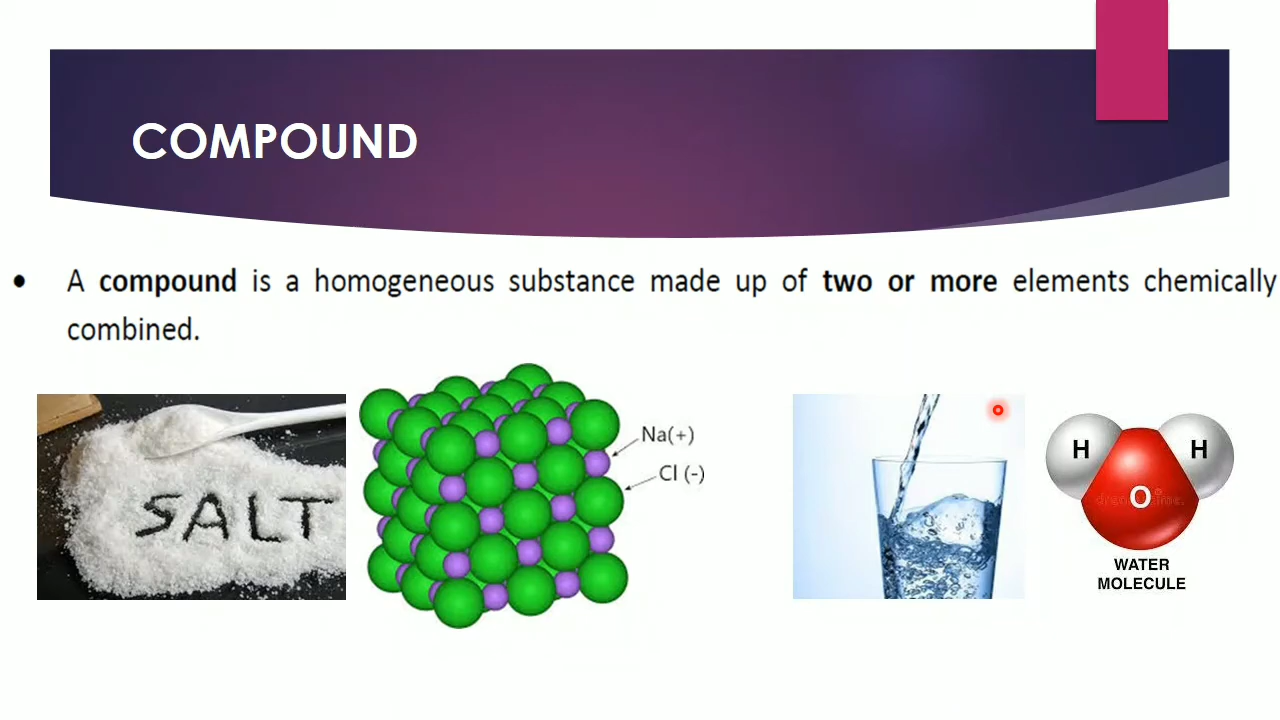 COMPOUND
• A compound is a homogeneous substance made up of two or more elements chemically
combined.
SALT
Na(+)
Cl (-)
H
H
O
WATER
MOLECULE